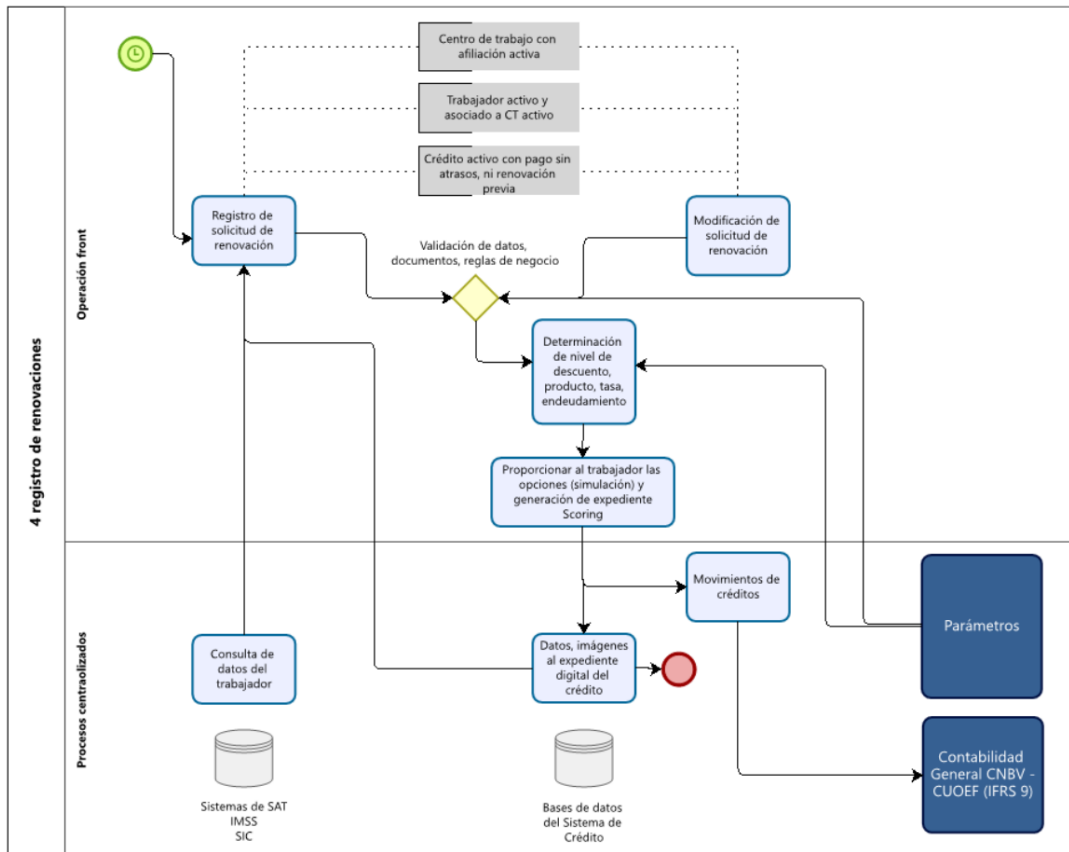 4 registro de renovaciones
Operación front
Centro de trabajo con
afiliación activa
Trabajador activo y
asociado a CT activo
Crédito activo con pago sin
atrasos, ni renovación
previa
Registro de
solicitud de
renovación
Validación de datos,
documentos, reglas de negocio
Modificación de
solicitud de
renovación
Determinación
de nivel de
descuento,
producto, tasa,
endeudamiento
Proporcionar al trabajador las
opciones (simulación) y
generación de expediente
Scoring
Procesos centraolizados
Movimientos de
créditos
Parámetros
Consulta de
datos del
trabajador
Datos, imágenes
al expediente
digital del
crédito
Contabilidad
General CNBV -
CUOEF (IFRS 9)
Sistemas de SAT
IMSS
SIC
Bases de datos
del Sistema de
Crédito